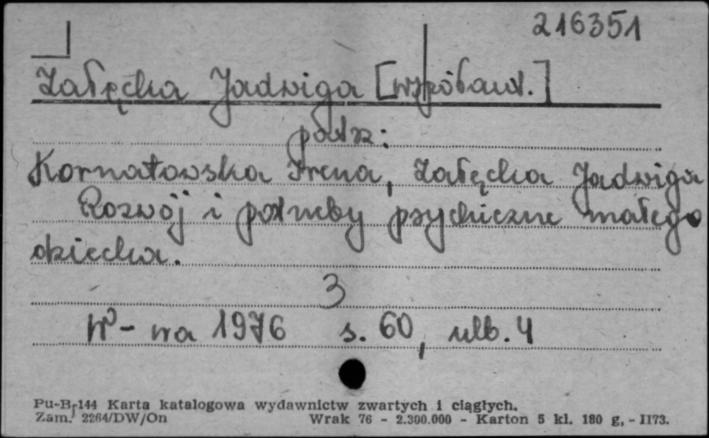 216351
Załęcka Jadwiga [współaut.]
patrz:
Kornatowska Irena, Załęcka Jadwiga
Rozwój i potrzeby psychiczne małego
dziecka.
3
W-wa 1976 s. 60, nlb. 4
Pu-B-144 Karta katalogowa wydawnictw zwartych i ciągłych.
Zam. 2264/DW/On Wrak 76 - 2.300.000 - Karton 5 kl. 180 g. - II73.